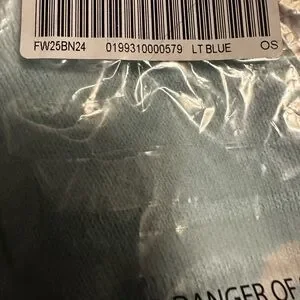 FW25BN24 0199310000579 LT BLUE OS
DANGER OF